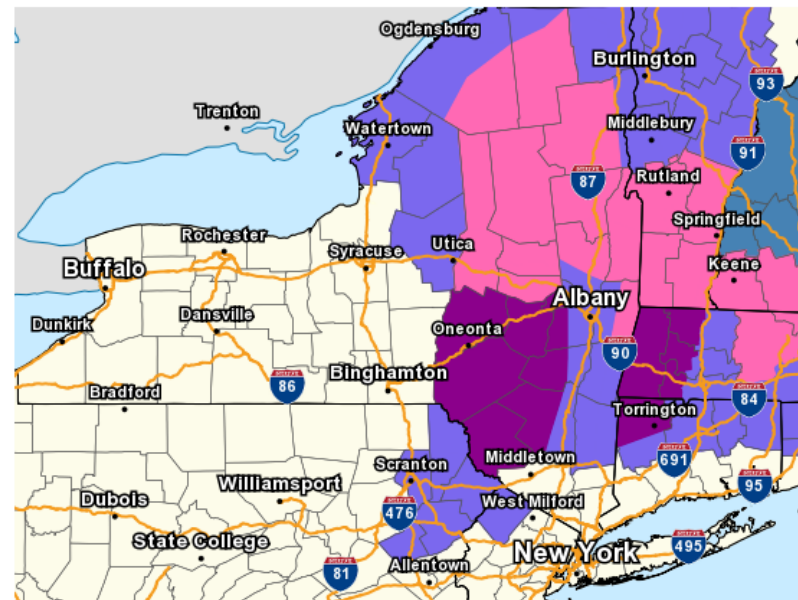 Ogdensburg
Burlington
93
Trenton
Watertown
Middlebury
91
87
Rutland
Springfield
Rochester
Syracuse
Utica
Keene
Buffalo
Albany
Dunkirk
Dansville
Oneonta
90
Binghamton
86
Bradford
84
Torrington
Scranton
Middletown
691
Williamsport
95
Dubois
476
West Milford
State College
New York
495
81
Allentown